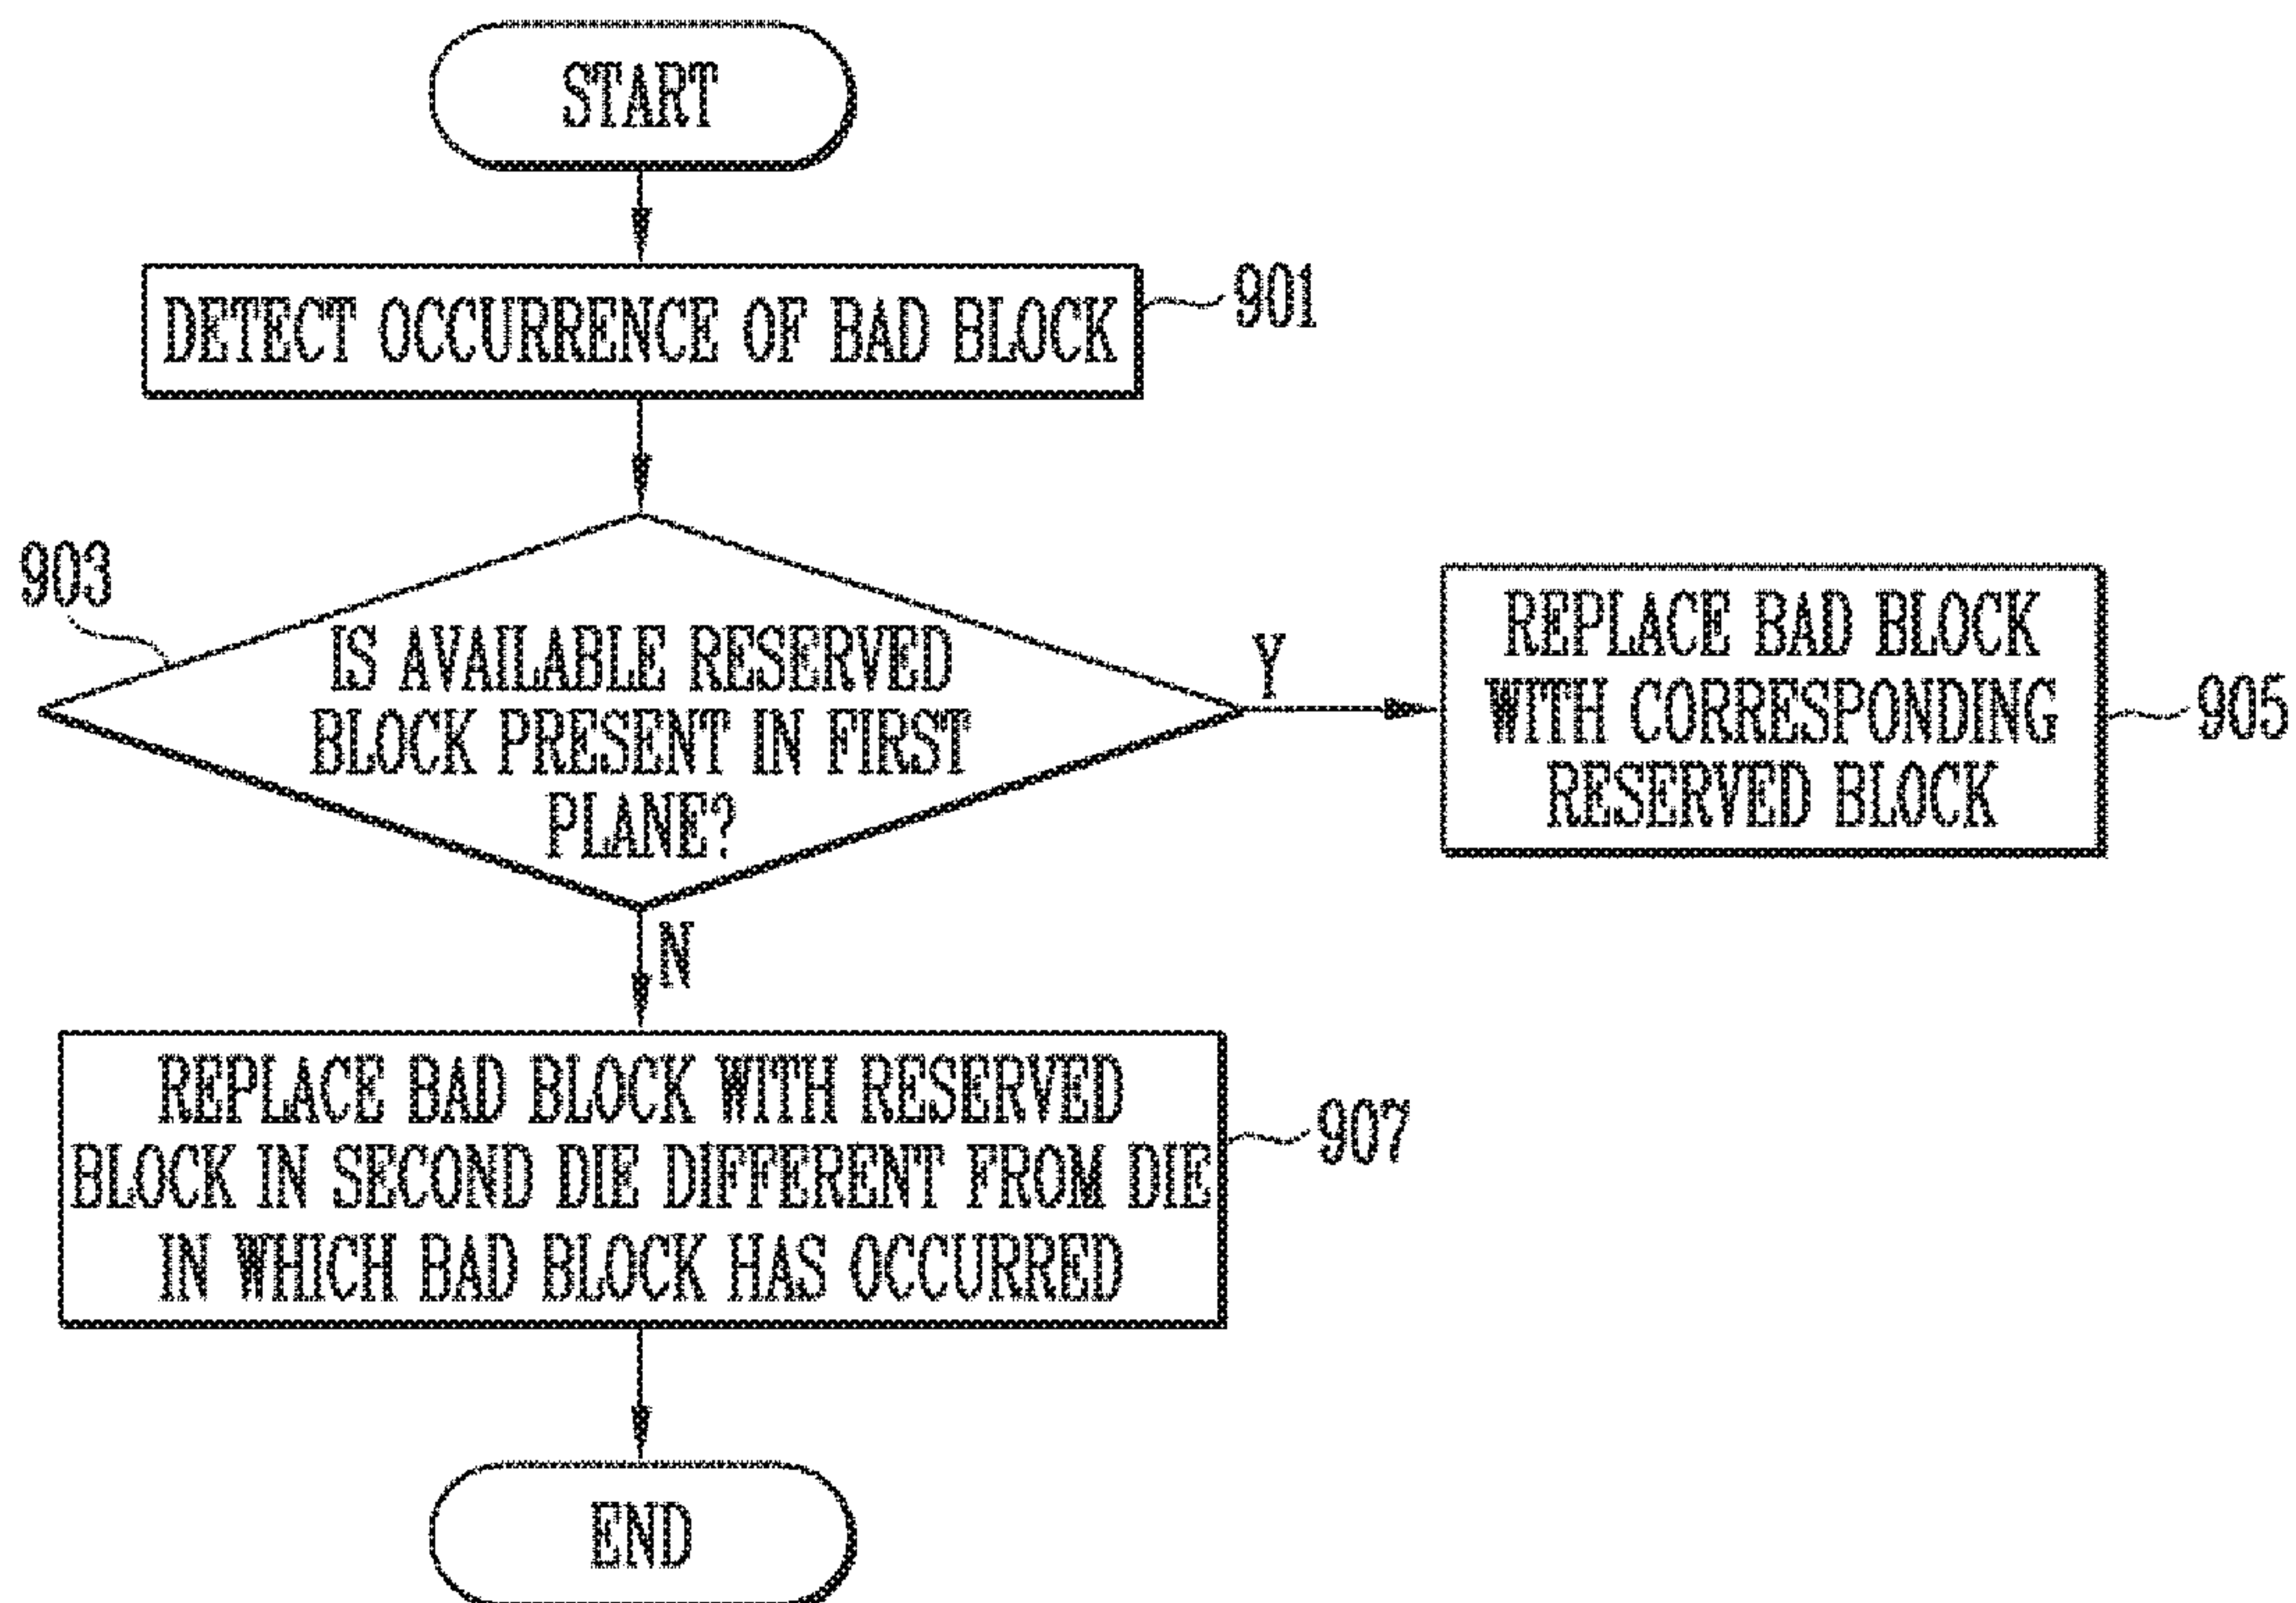 START
DETECT OCCURRENCE OF BAD BLOCK
901
903
IS AVAILABLE RESERVED
BLOCK PRESENT IN FIRST
PLANE?
Y
REPLACE BAD BLOCK
WITH CORRESPONDING
RESERVED BLOCK
905
N
REPLACE BAD BLOCK WITH RESERVED
BLOCK IN SECOND DIE DIFFERENT FROM DIE
IN WHICH BAD BLOCK HAS OCCURRED
907
END